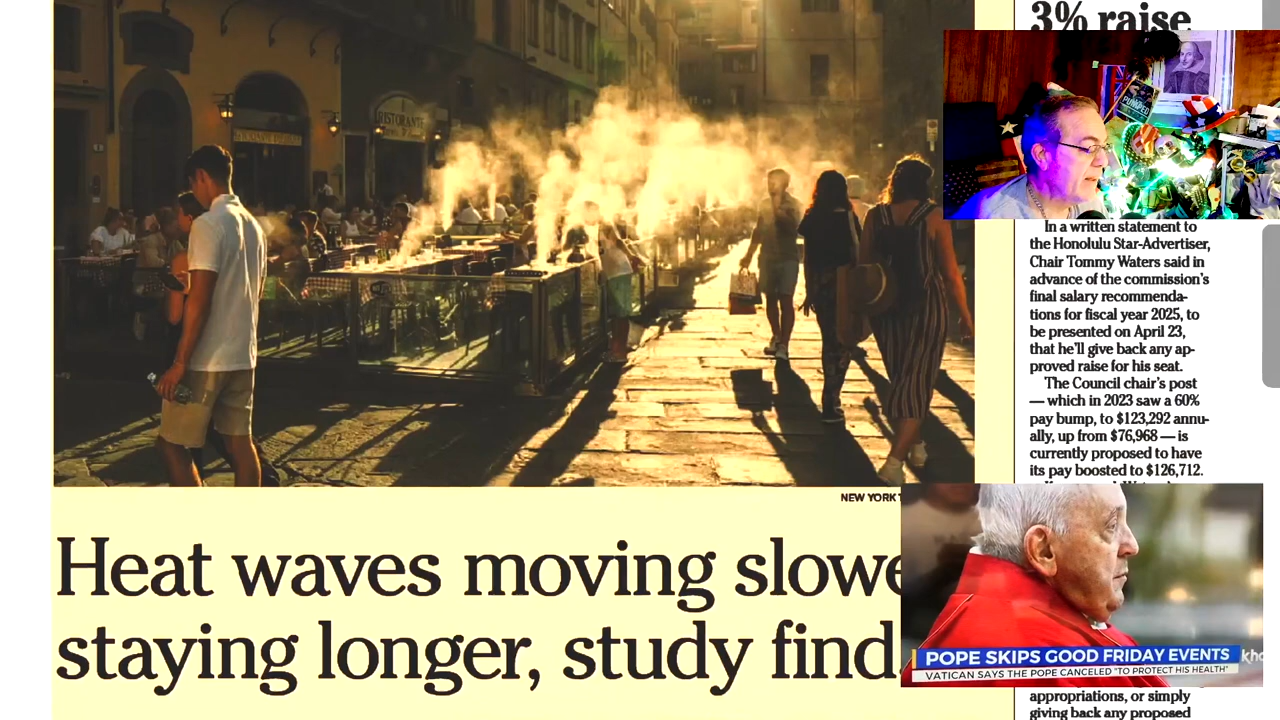 3% raise
RISTORANTE
PUMPED
In a written statement to
the Honolulu Star-Advertiser,
Chair Tommy Waters said in
advance of the commission's
final salary recommenda-
tions for fiscal year 2025, to
be presented on April 23,
that he'll give back any ap-
proved raise for his seat.
The Council chair's post
— which in 2023 saw a 60%
pay bump, to $123,292 annu-
ally, up from $76,968 — is
currently proposed to have
its pay boosted to $126,712.
NEW YORK
Heat waves moving slowe
staying longer, study find
POPE SKIPS GOOD FRIDAY EVENTS
VATICAN SAYS THE POPE CANCELED "TO PROTECT HIS HEALTH"
appropriations, or simply
giving back any proposed